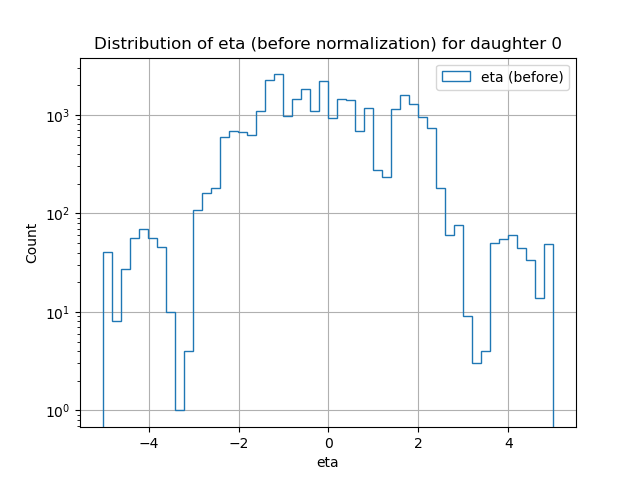 Distribution of eta (before normalization) for daughter 0
eta (before)
10³
10²
10¹
10⁰
Count
−4
−2
0
2
4
eta